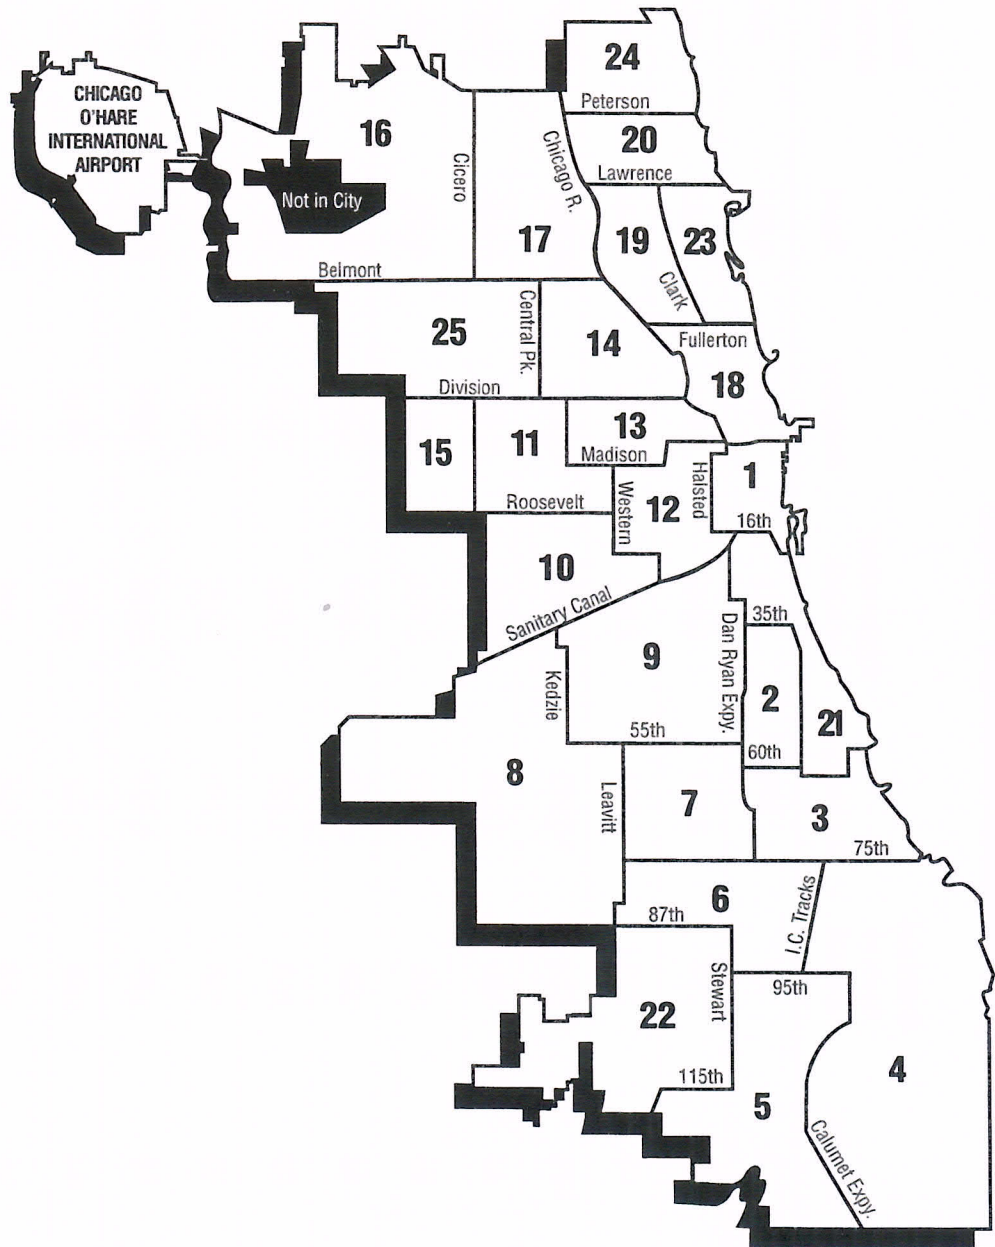 24
CHICAGO
O'HARE
INTERNATIONAL
AIRPORT
Peterson
16
20
Cicero
Chicago R.
Lawrence
Not in City
17
19
23
Belmont
Clark
25
Central Pk.
14
Fullerton
Division
18
15
11
13
Madison
Halsted
1
Roosevelt
Western
12
16th
10
Sanitary Canal
35th
9
Dan Ryan Expy.
Kedzie
2
21
55th
60th
8
Leavitt
7
3
75th
6
I.C. Tracks
87th
Stewart
95th
22
4
115th
5
Calumet Expy.